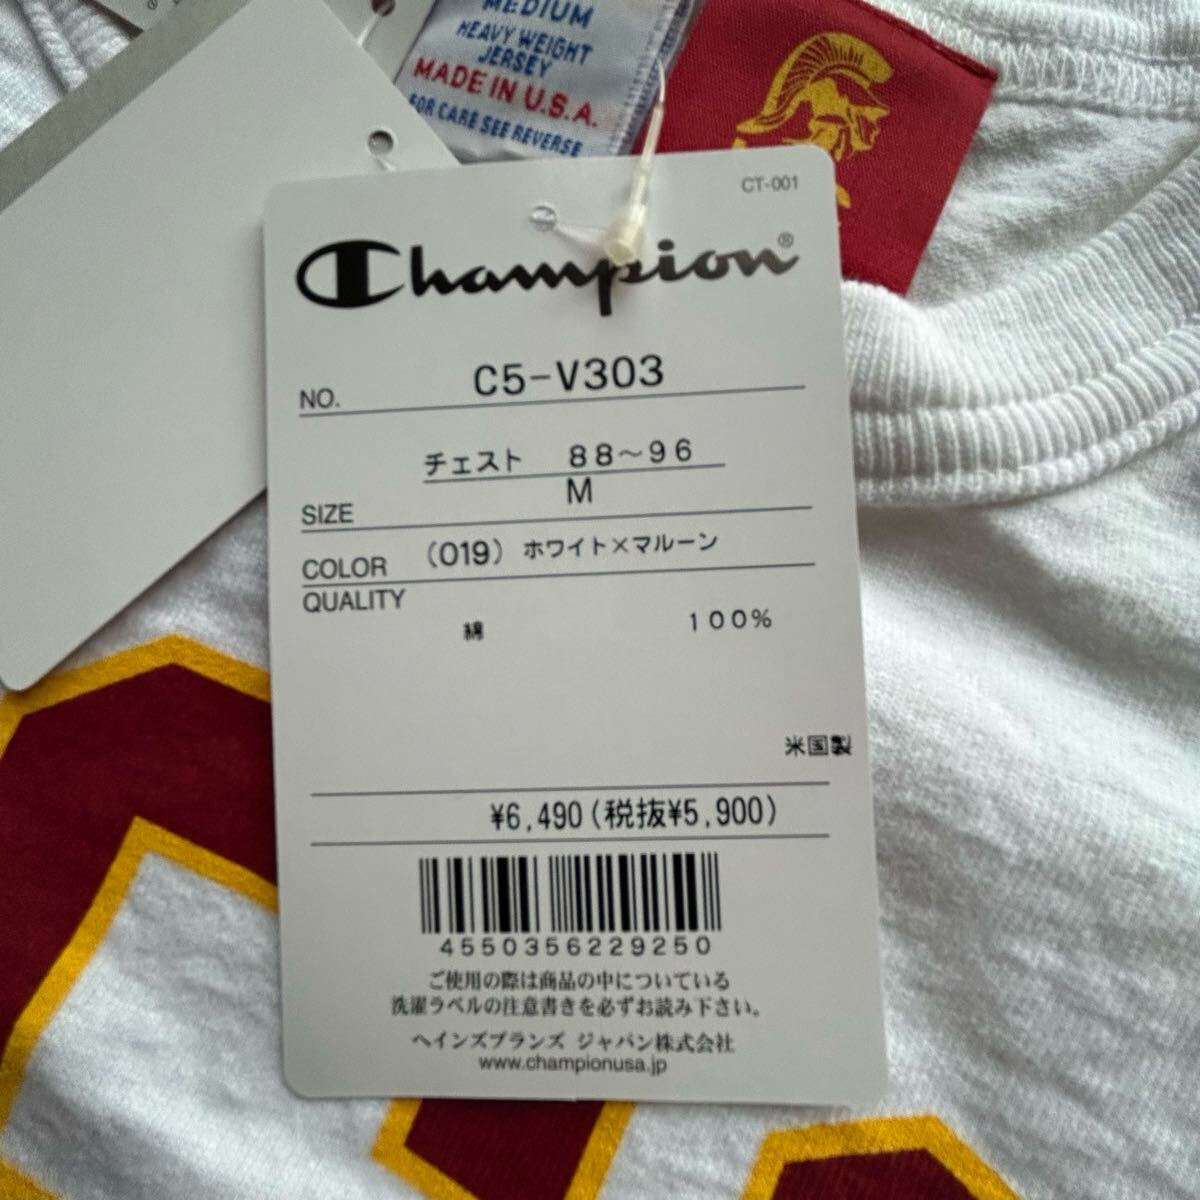 MEDIUM
HEAVY WEIGHT
JERSEY
MADE IN U.S.A.
FOR CARE SEE REVERSE
CT-001
Champion®
NO. C5-V303
チェスト 88~96
SIZE M
COLOR (019) ホワイト×マルーン
QUALITY
綿 100%
米国製
¥6,490(税抜¥5,900)
4550356229250
ご使用の際は商品の中についている
洗濯ラベルの注意書きを必ずお読み下さい。
ヘインズブランズ ジャパン株式会社
www.championusa.jp